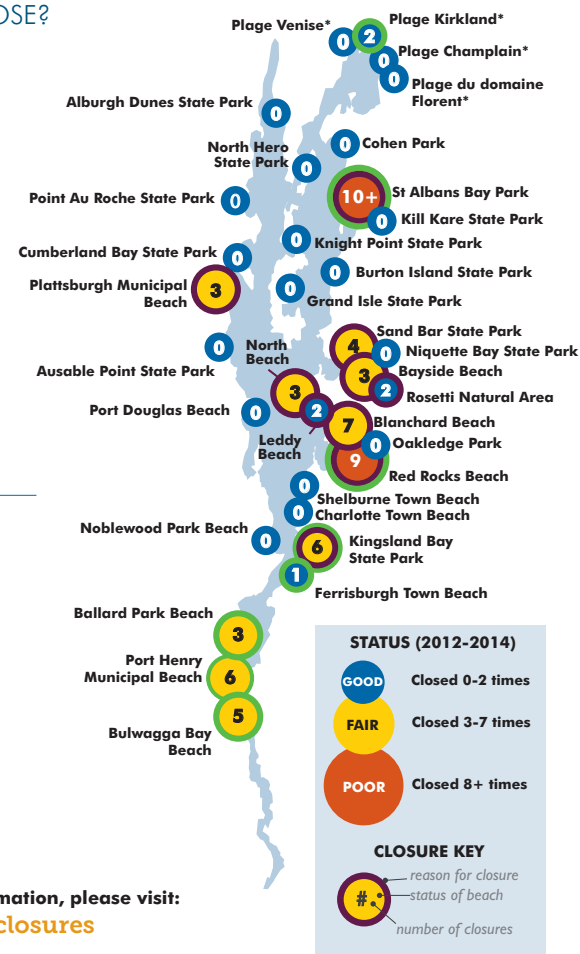 OSE?
Plage Venise*
0
Plage Kirkland*
2
Plage Champlain*
0
Plage du domaine
Florent*
0
Alburgh Dunes State Park
0
North Hero
State Park
0
Cohen Park
0
Point Au Roche State Park
0
St Albans Bay Park
10+
Kill Kare State Park
0
Knight Point State Park
0
Cumberland Bay State Park
0
Burton Island State Park
0
Plattsburgh Municipal
Beach
3
Grand Isle State Park
0
Sand Bar State Park
4
Ausable Point State Park
0
Niquette Bay State Park
0
North
Beach
3
Bayside Beach
3
Rosetti Natural Area
2
Port Douglas Beach
0
Leddy
Beach
2
Blanchard Beach
7
Oakledge Park
0
Red Rocks Beach
9
Shelburne Town Beach
0
Charlotte Town Beach
0
Noblewood Park Beach
0
Kingsland Bay
State Park
6
Ferrisburgh Town Beach
1
Ballard Park Beach
3
Port Henry
Municipal Beach
6
Bulwagga Bay
Beach
5
STATUS (2012-2014)
GOOD Closed 0-2 times
FAIR Closed 3-7 times
POOR Closed 8+ times
CLOSURE KEY
#
reason for closure
status of beach
number of closures
mation, please visit:
closures